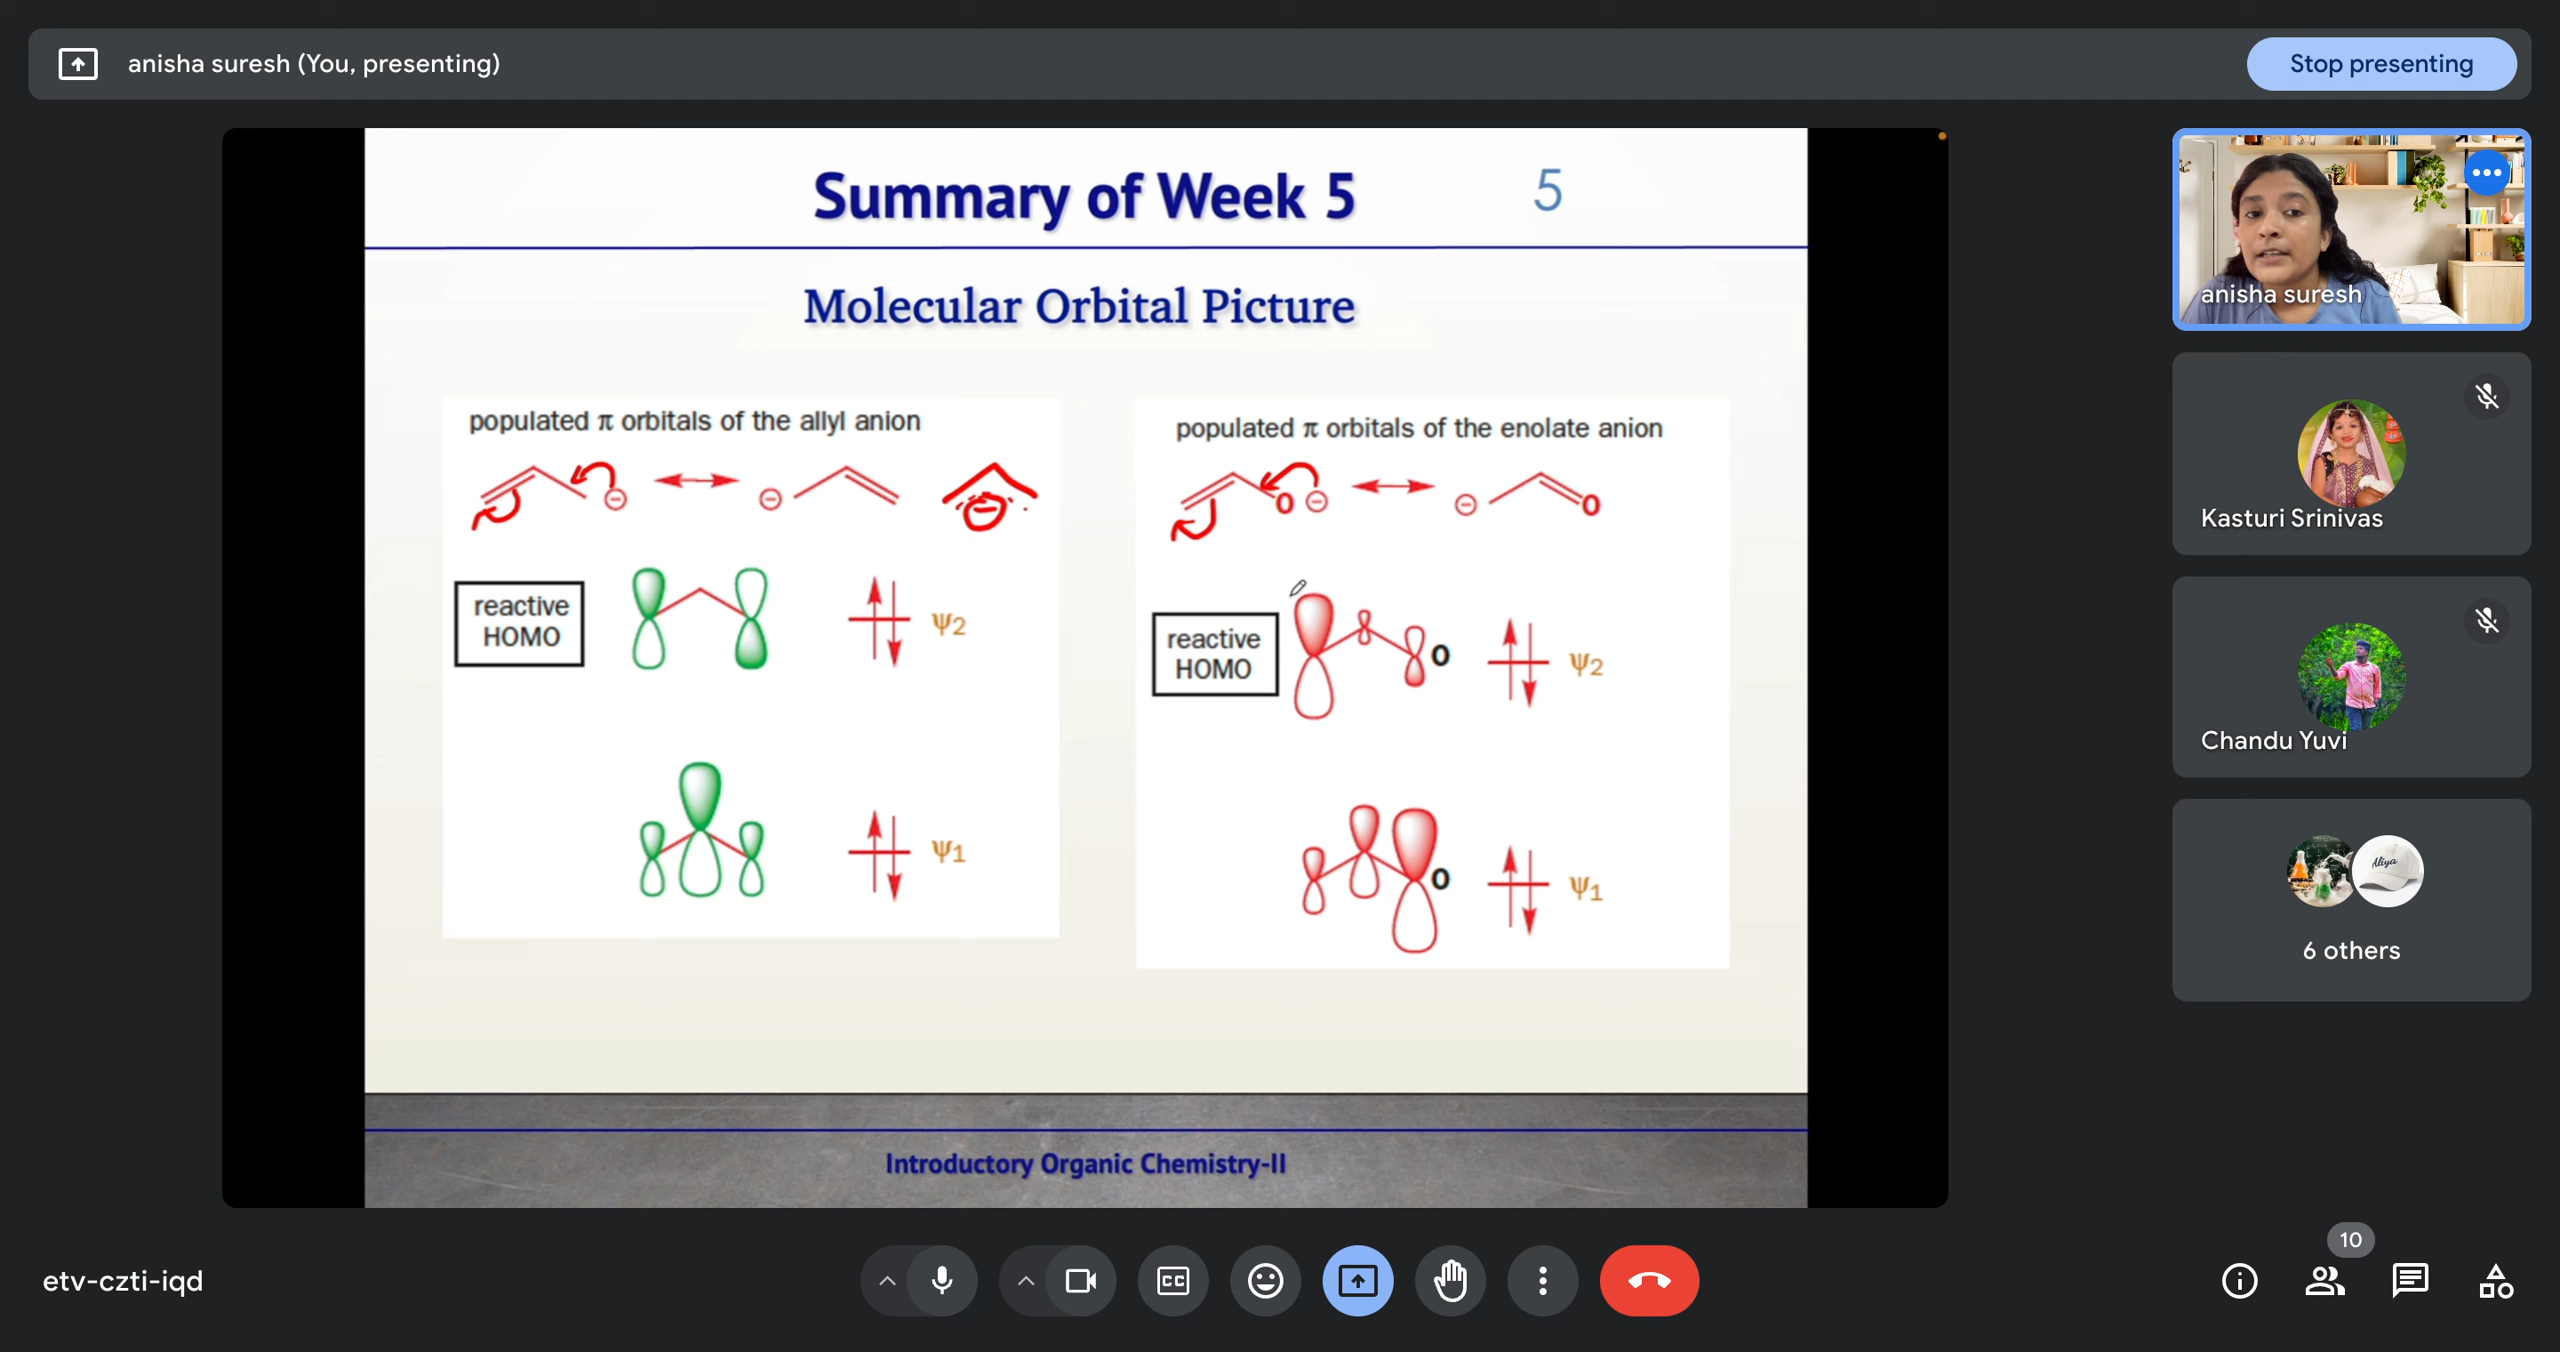 anisha suresh (You, presenting)
Stop presenting
Summary of Week 5
5
Molecular Orbital Picture
populated π orbitals of the allyl anion
⊖
⊖
⊖
reactive
HOMO
ψ2
ψ1
populated π orbitals of the enolate anion
O ⊖
⊖
O
reactive
HOMO
O
ψ2
O
ψ1
Introductory Organic Chemistry-II
anisha suresh
Kasturi Srinivas
Chandu Yuvi
Aliya
6 others
etv-czti-iqd
CC
10